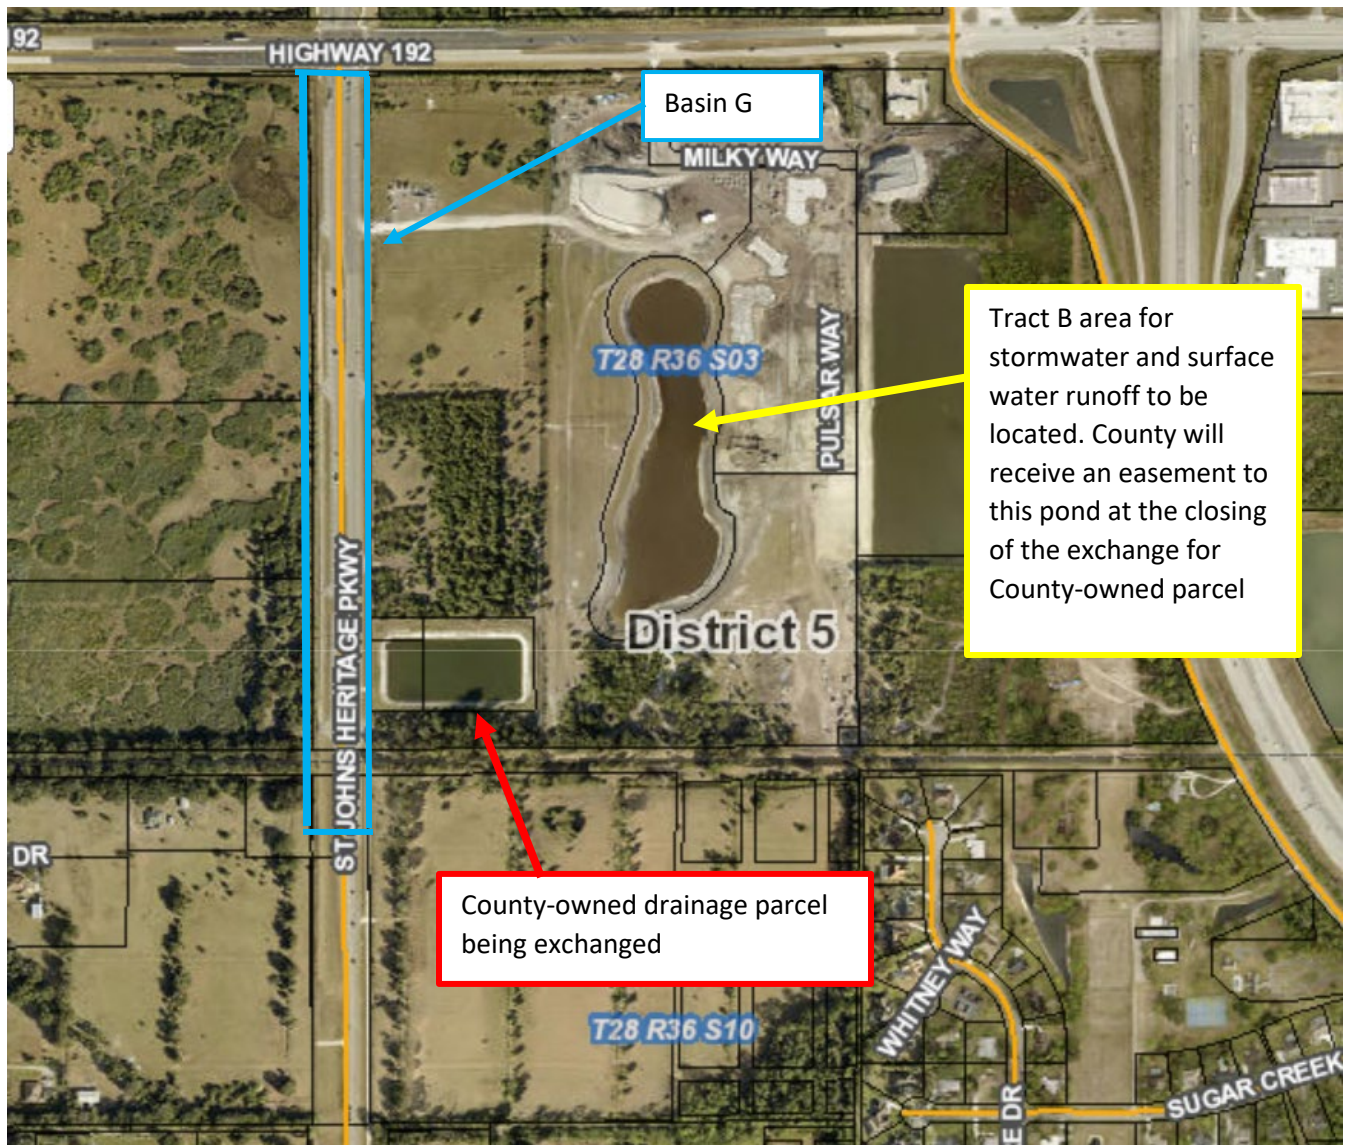 92
HIGHWAY 192
Basin G
MILKY WAY
Tract B area for
stormwater and surface
water runoff to be
located. County will
receive an easement to
this pond at the closing
of the exchange for
County-owned parcel
T28 R36 S03
PULSAR WAY
District 5
ST JOHNS HERITAGE PKWY
DR
County-owned drainage parcel
being exchanged
WHITNEY WAY
T28 R36 S10
SUGAR CREEK
E DR